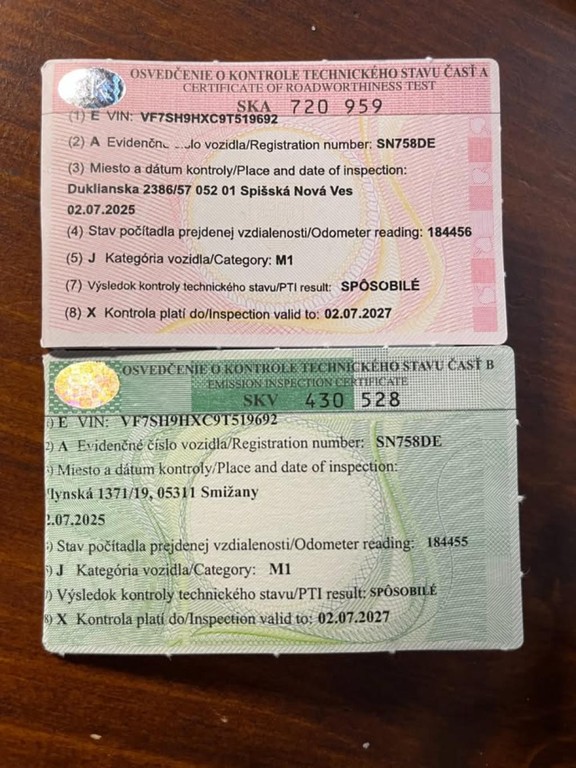 OSVEDČENIE O KONTROLE TECHNICKÉHO STAVU ČASŤ A
CERTIFICATE OF ROADWORTHINESS TEST
SKA 720 959
(1) E VIN: VF7SH9HXC9T519692
(2) A Evidenčné číslo vozidla/Registration number: SN758DE
(3) Miesto a dátum kontroly/Place and date of inspection:
Duklianska 2386/57 052 01 Spišská Nová Ves
02.07.2025
(4) Stav počítadla prejdenej vzdialenosti/Odometer reading: 184456
(5) J Kategória vozidla/Category: M1
(7) Výsledok kontroly technického stavu/PTI result: SPÔSOBILÉ
(8) X Kontrola platí do/Inspection valid to: 02.07.2027
OSVEDČENIE O KONTROLE TECHNICKÉHO STAVU ČASŤ B
EMISSION INSPECTION CERTIFICATE
SKV 430 528
) E VIN: VF7SH9HXC9T519692
2) A Evidenčné číslo vozidla/Registration number: SN758DE
) Miesto a dátum kontroly/Place and date of inspection:
lynská 1371/19, 05311 Smižany
2.07.2025
) Stav počítadla prejdenej vzdialenosti/Odometer reading: 184455
) J Kategória vozidla/Category: M1
) Výsledok kontroly technického stavu/PTI result: SPÔSOBILÉ
8) X Kontrola platí do/Inspection valid to: 02.07.2027